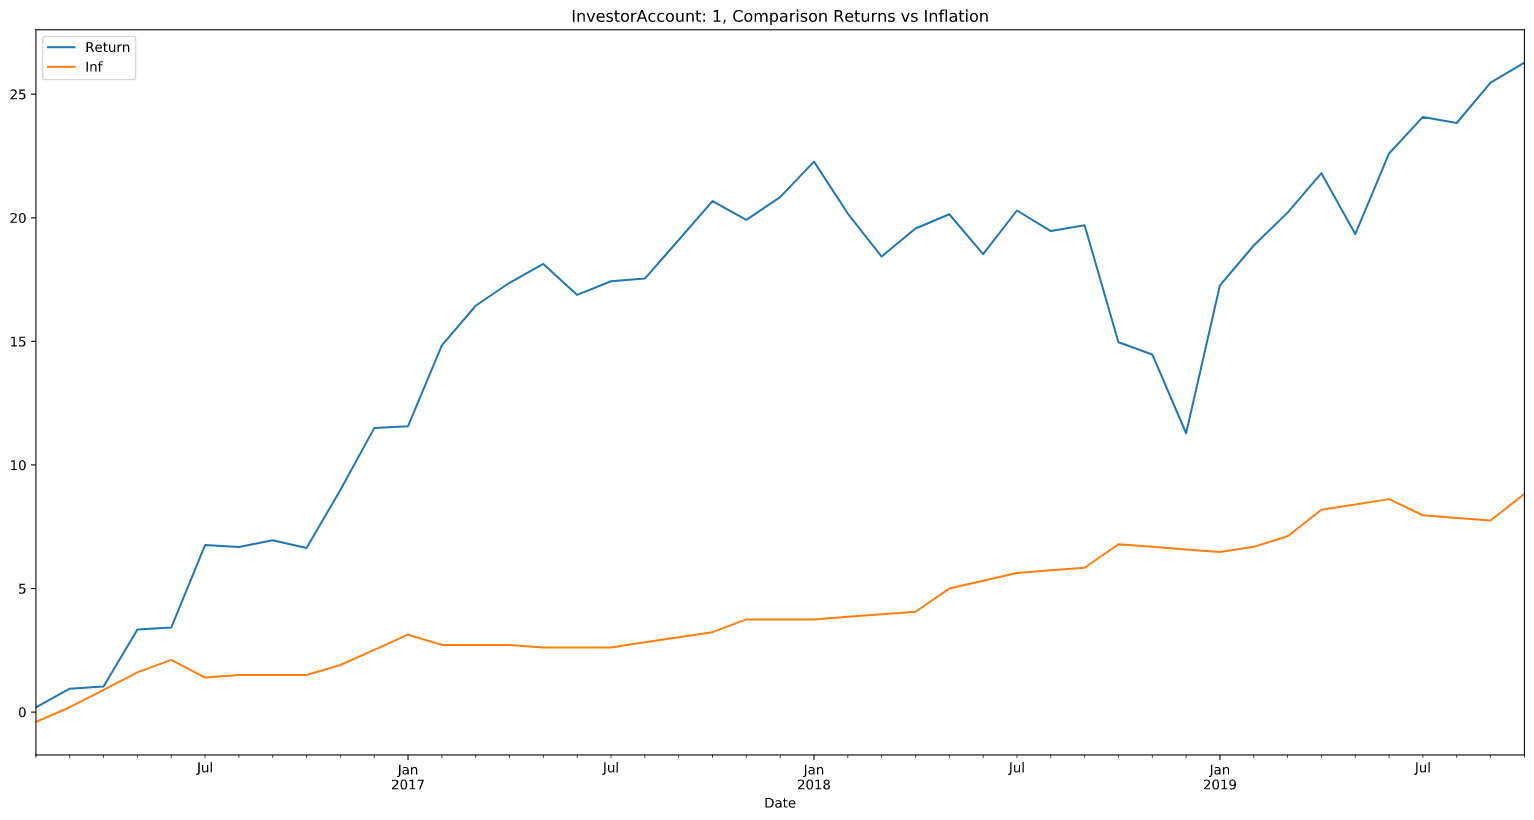 InvestorAccount: 1, Comparison Returns vs Inflation
Return
Inf
25
20
15
10
5
0
Jul
Jan
2017
Jul
Jan
2018
Jul
Jan
2019
Jul
Date